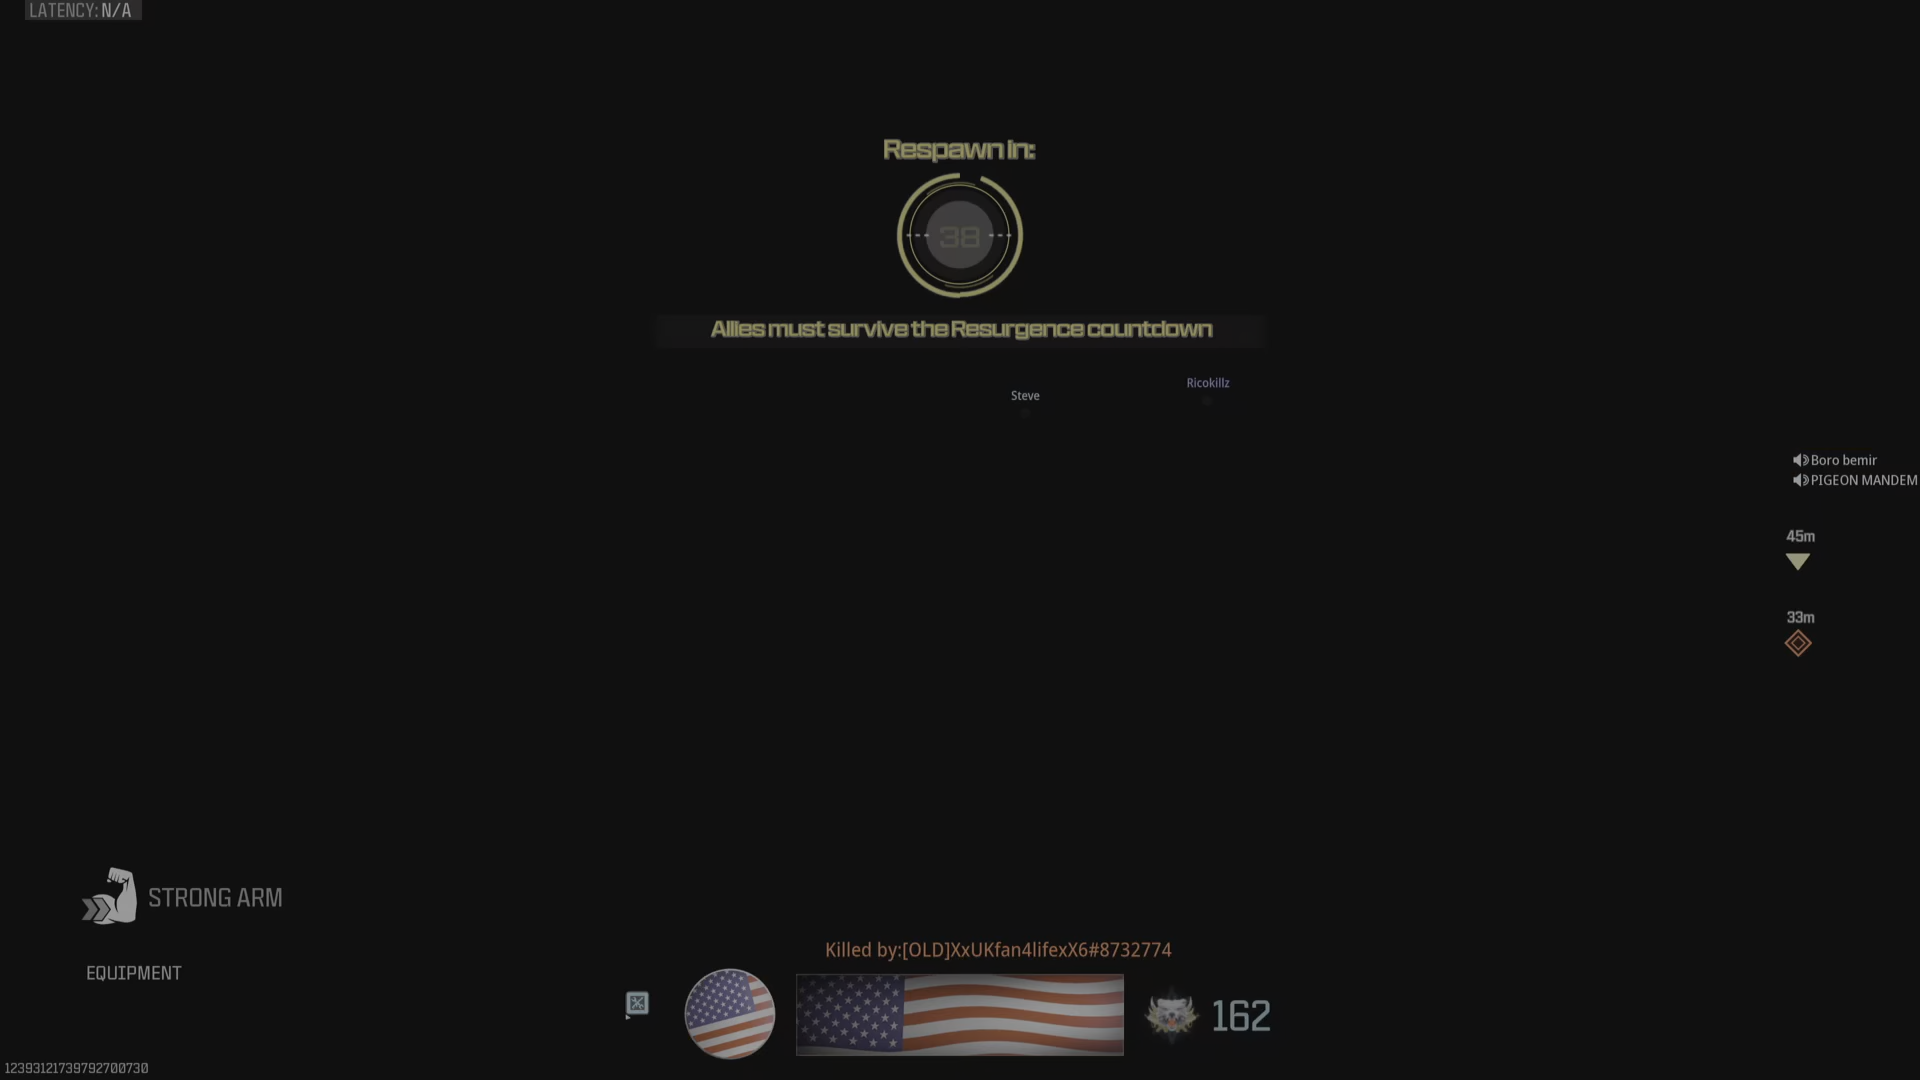 LATENCY: N/A
Respawn In:
38
Allies must survive the Resurgence countdown
Ricokillz
Steve
Boro bemir
PIGEON MANDEM
45m
33m
STRONG ARM
EQUIPMENT
Killed by:[OLD]XxUKfan4lifexX6#8732774
162
12393121739792700730